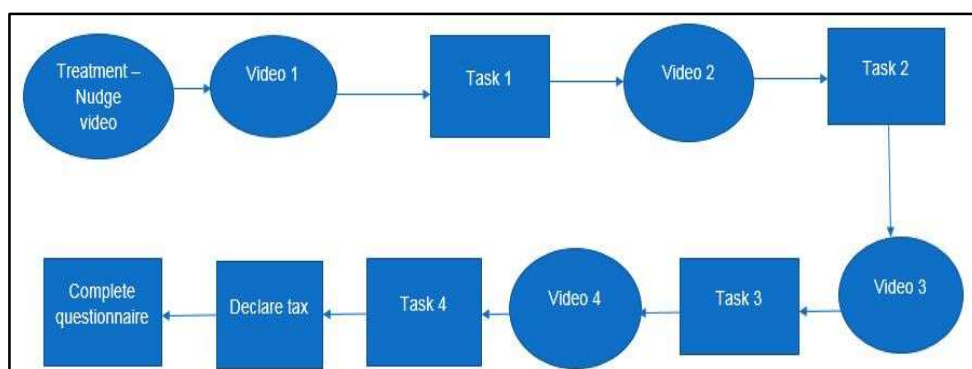 Treatment –
Nudge
video
Video 1
Task 1
Video 2
Task 2
Video 3
Task 3
Video 4
Task 4
Declare tax
Complete
questionnaire